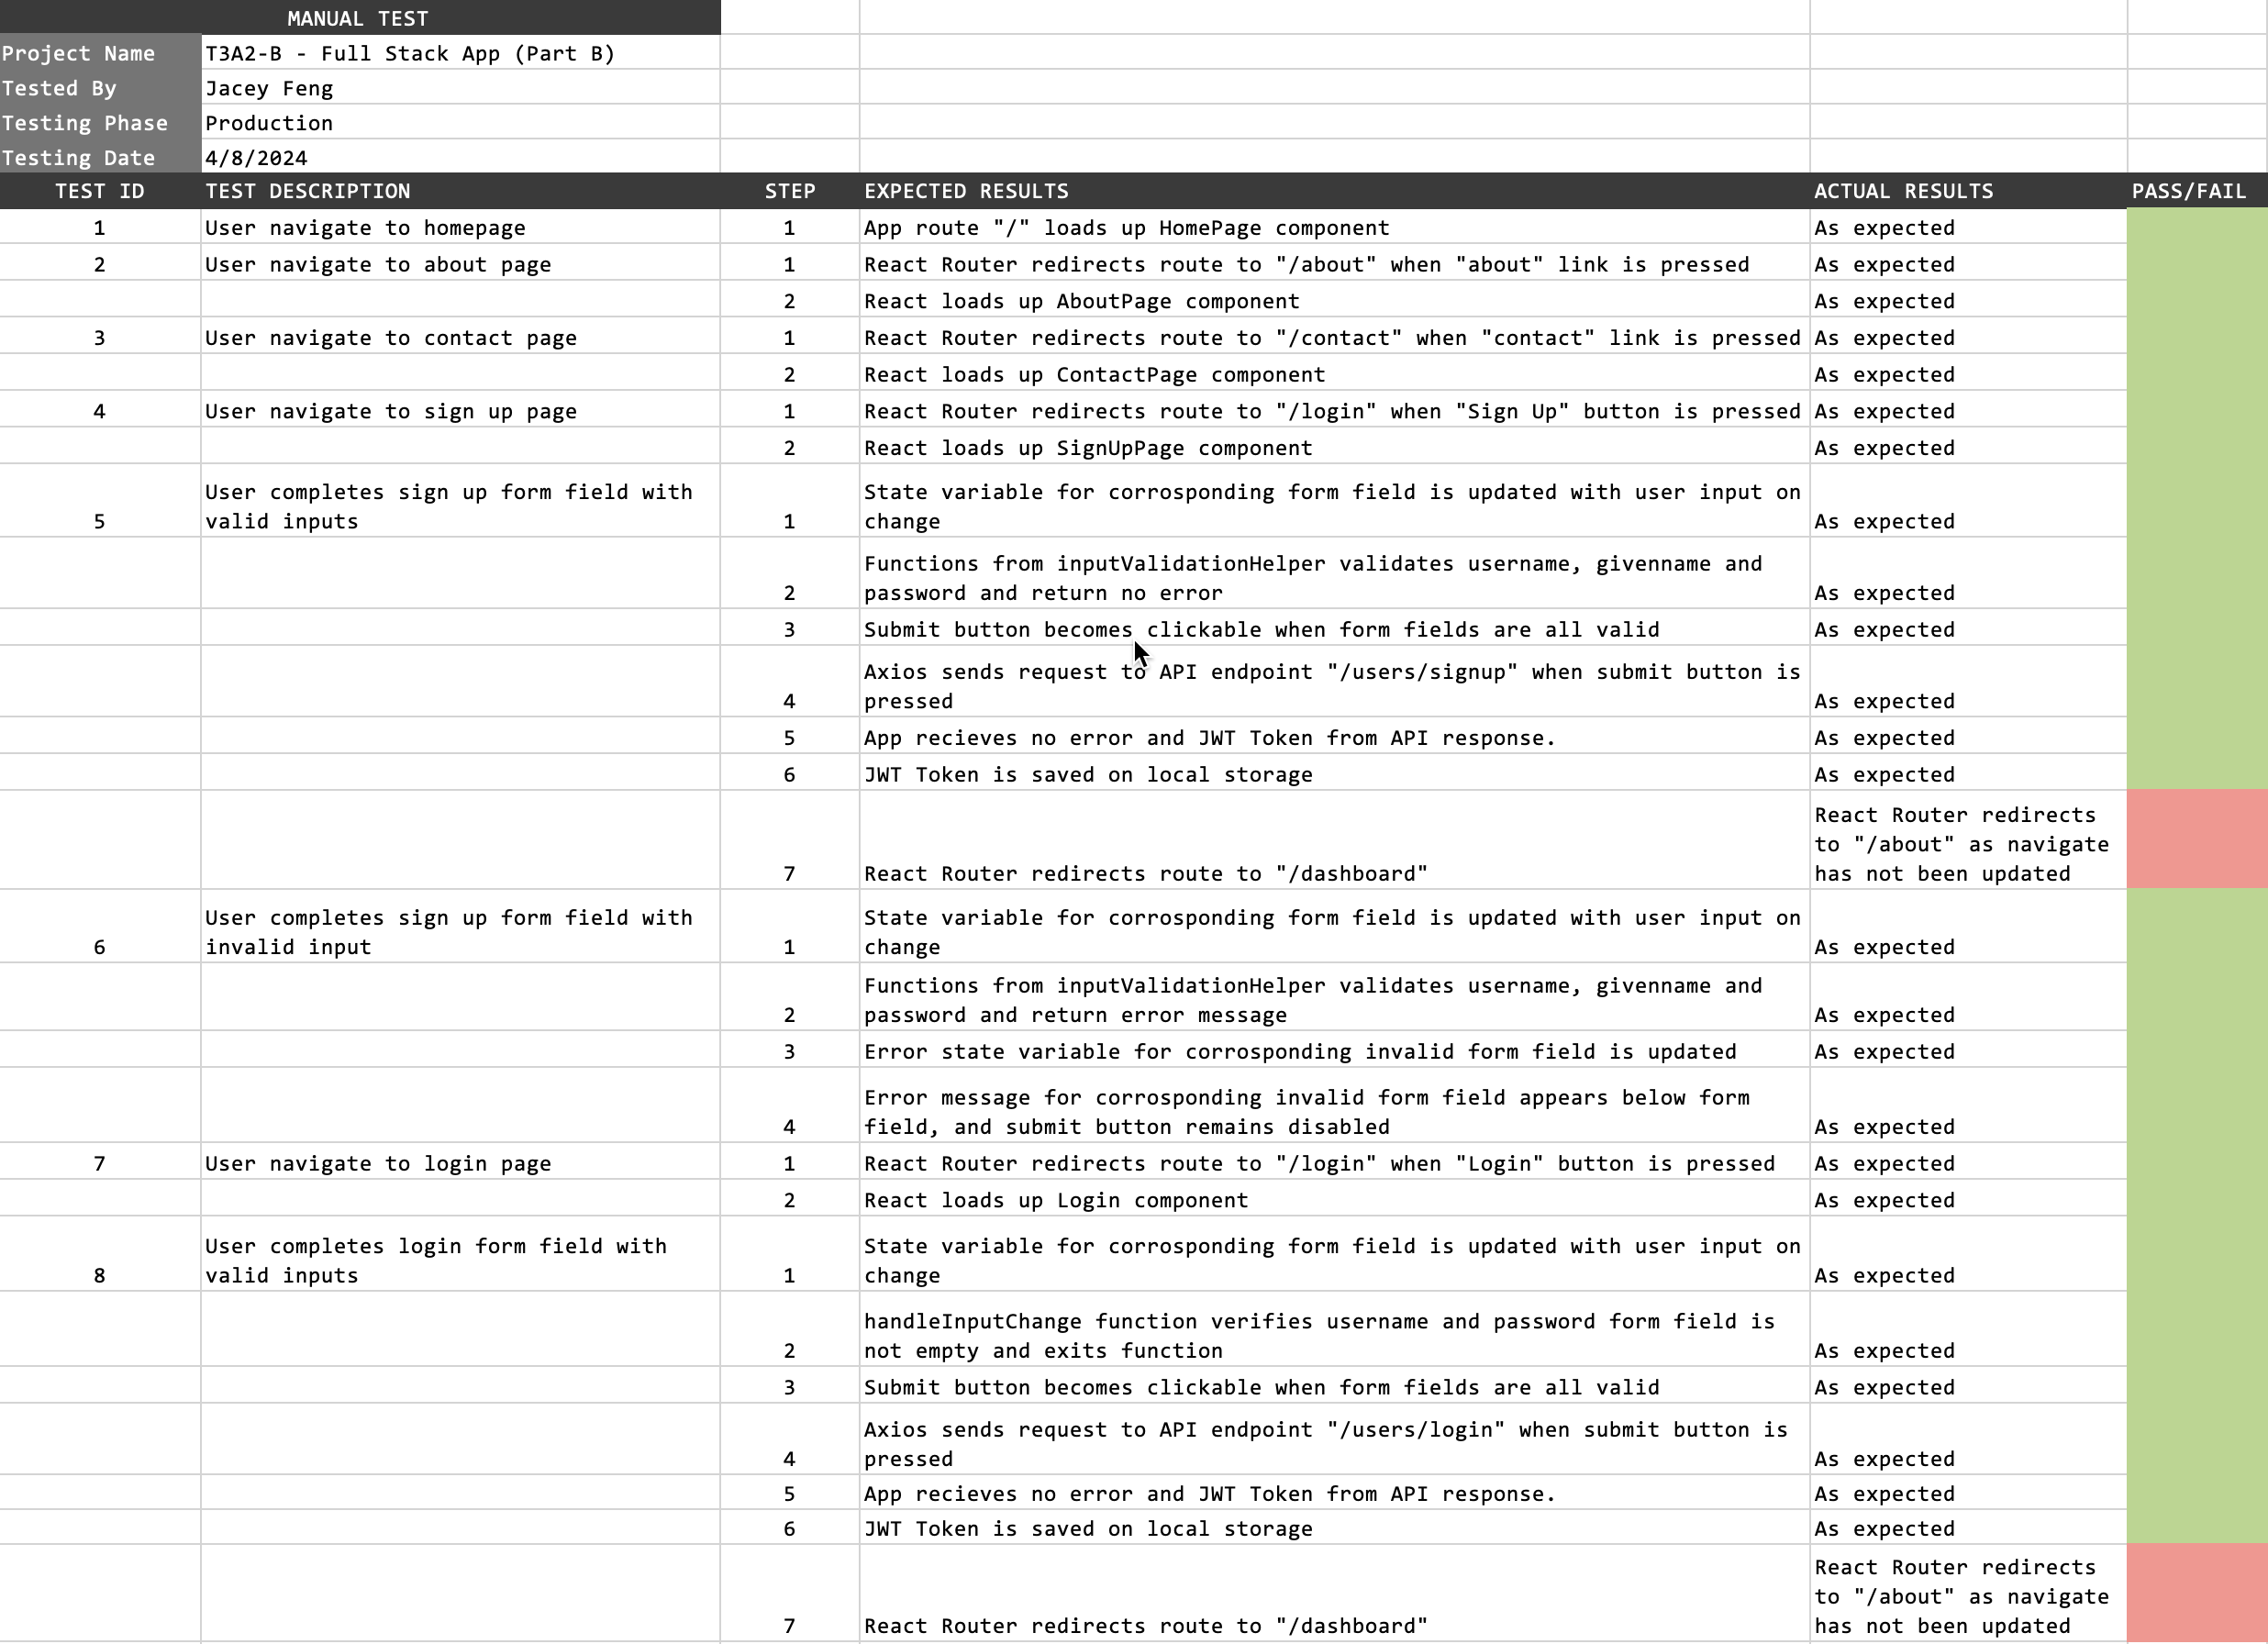 MANUAL TEST
Project Name T3A2-B - Full Stack App (Part B)
Tested By Jacey Feng
Testing Phase Production
Testing Date 4/8/2024
TEST ID TEST DESCRIPTION STEP EXPECTED RESULTS ACTUAL RESULTS PASS/FAIL
1 User navigate to homepage 1 App route "/" loads up HomePage component As expected
2 User navigate to about page 1 React Router redirects route to "/about" when "about" link is pressed As expected
2 React loads up AboutPage component As expected
3 User navigate to contact page 1 React Router redirects route to "/contact" when "contact" link is pressed As expected
2 React loads up ContactPage component As expected
4 User navigate to sign up page 1 React Router redirects route to "/login" when "Sign Up" button is pressed As expected
2 React loads up SignUpPage component As expected
User completes sign up form field with State variable for corrosponding form field is updated with user input on
5 valid inputs 1 change As expected
Functions from inputValidationHelper validates username, givenname and
2 password and return no error As expected
3 Submit button becomes clickable when form fields are all valid As expected
Axios sends request to API endpoint "/users/signup" when submit button is
4 pressed As expected
5 App recieves no error and JWT Token from API response. As expected
6 JWT Token is saved on local storage As expected
React Router redirects
to "/about" as navigate
7 React Router redirects route to "/dashboard" has not been updated
User completes sign up form field with State variable for corrosponding form field is updated with user input on
6 invalid input 1 change As expected
Functions from inputValidationHelper validates username, givenname and
2 password and return error message As expected
3 Error state variable for corrosponding invalid form field is updated As expected
Error message for corrosponding invalid form field appears below form
4 field, and submit button remains disabled As expected
7 User navigate to login page 1 React Router redirects route to "/login" when "Login" button is pressed As expected
2 React loads up Login component As expected
User completes login form field with State variable for corrosponding form field is updated with user input on
8 valid inputs 1 change As expected
handleInputChange function verifies username and password form field is
2 not empty and exits function As expected
3 Submit button becomes clickable when form fields are all valid As expected
Axios sends request to API endpoint "/users/login" when submit button is
4 pressed As expected
5 App recieves no error and JWT Token from API response. As expected
6 JWT Token is saved on local storage As expected
React Router redirects
to "/about" as navigate
7 React Router redirects route to "/dashboard" has not been updated